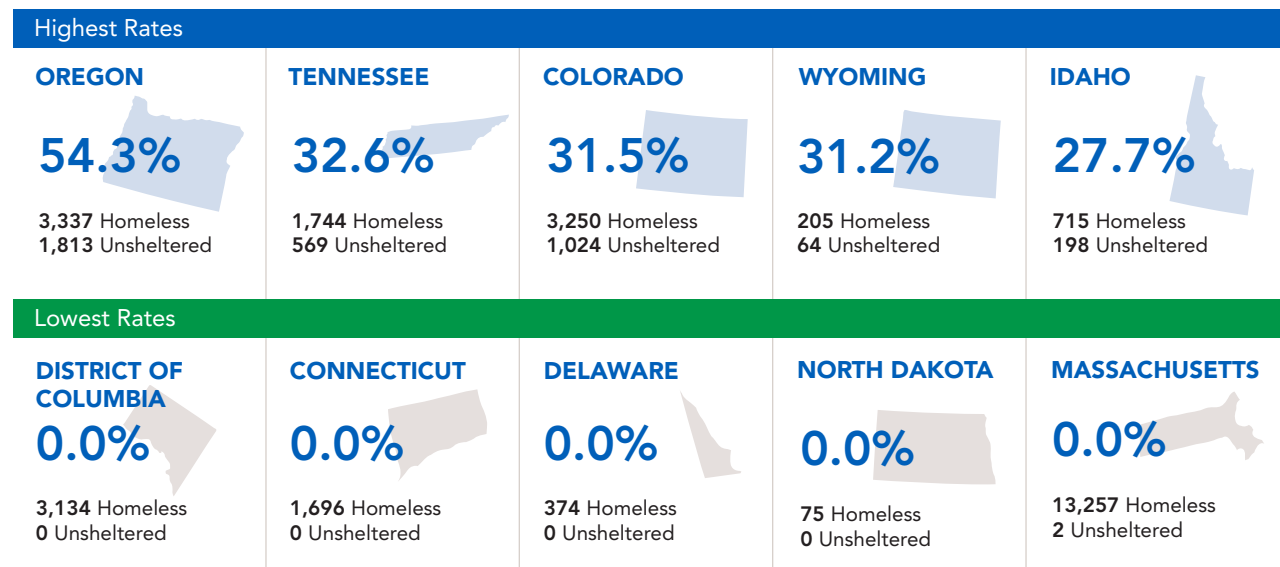 Highest Rates
OREGON
54.3%
3,337 Homeless
1,813 Unsheltered
TENNESSEE
32.6%
1,744 Homeless
569 Unsheltered
COLORADO
31.5%
3,250 Homeless
1,024 Unsheltered
WYOMING
31.2%
205 Homeless
64 Unsheltered
IDAHO
27.7%
715 Homeless
198 Unsheltered
Lowest Rates
DISTRICT OF
COLUMBIA
0.0%
3,134 Homeless
0 Unsheltered
CONNECTICUT
0.0%
1,696 Homeless
0 Unsheltered
DELAWARE
0.0%
374 Homeless
0 Unsheltered
NORTH DAKOTA
0.0%
75 Homeless
0 Unsheltered
MASSACHUSETTS
0.0%
13,257 Homeless
2 Unsheltered